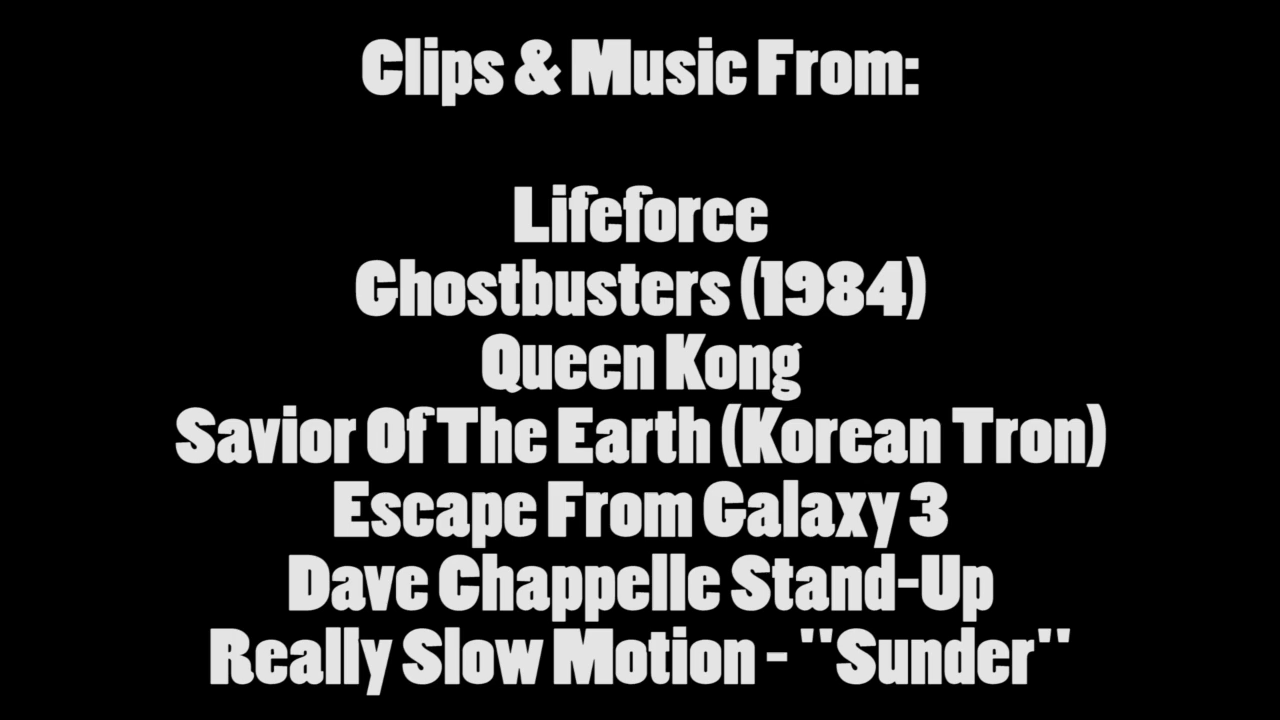 Clips & Music From:
Lifeforce
Ghostbusters (1984)
Queen Kong
Savior Of The Earth (Korean Tron)
Escape From Galaxy 3
Dave Chappelle Stand-Up
Really Slow Motion - "Sunder"